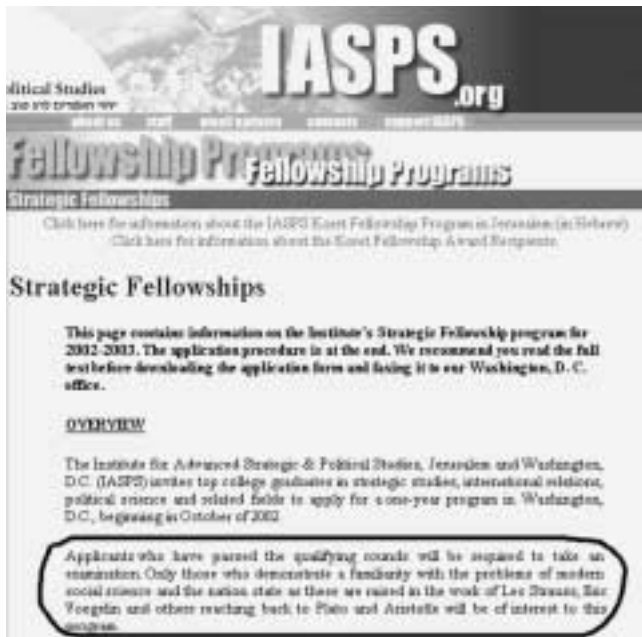 IASPS.org
litical Studies
about us staff contacts support IASPS
Fellowship Programs
Fellowship Programs
Strategic Fellowships
Click here for information about the IASPS Koret Fellowship Program in Jerusalem (in Hebrew)
Click here for information about the Koret Fellowship Award Recipients
Strategic Fellowships
This page contains information on the Institute's Strategic Fellowship program for
2002-2003. The application procedure is at the end. We recommend you read the full
text before downloading the application form and faxing it to our Washington, D. C.
office.
OVERVIEW
The Institute for Advanced Strategic & Political Studies, Jerusalem and Washington,
D.C. (IASPS) invites top college graduates in strategic studies, international relations,
political science and related fields to apply for a one-year program in Washington,
D.C., beginning in October of 2002
Applicants who have passed the qualifying rounds will be required to take an
examination. Only those who demonstrate a familiarity with the problems of modern
social science and the nation state as these are raised in the work of Leo Strauss, Eric
Voegelin and others reaching back to Plato and Aristotle will be of interest to this
program.